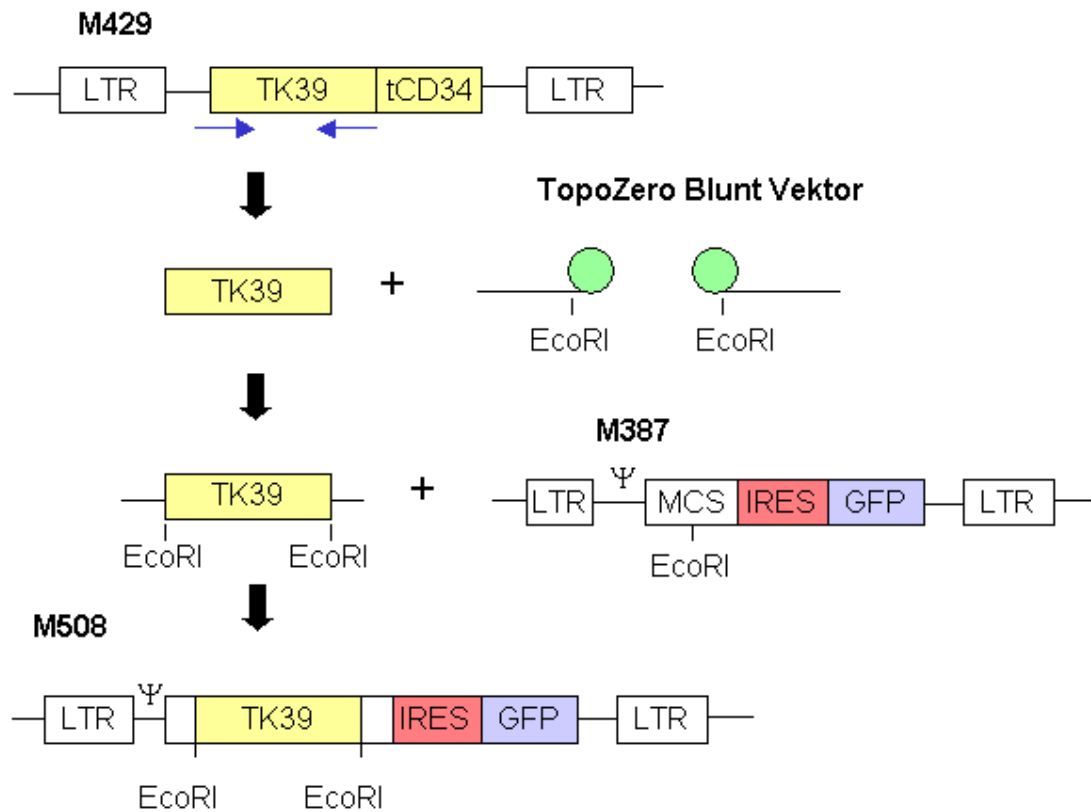 M429
LTR TK39 tCD34 LTR
TopoZero Blunt Vektor
TK39 +
EcoRI EcoRI
M387
Ψ
TK39 + LTR MCS IRES GFP LTR
EcoRI EcoRI EcoRI
M508
Ψ
LTR TK39 IRES GFP LTR
EcoRI EcoRI